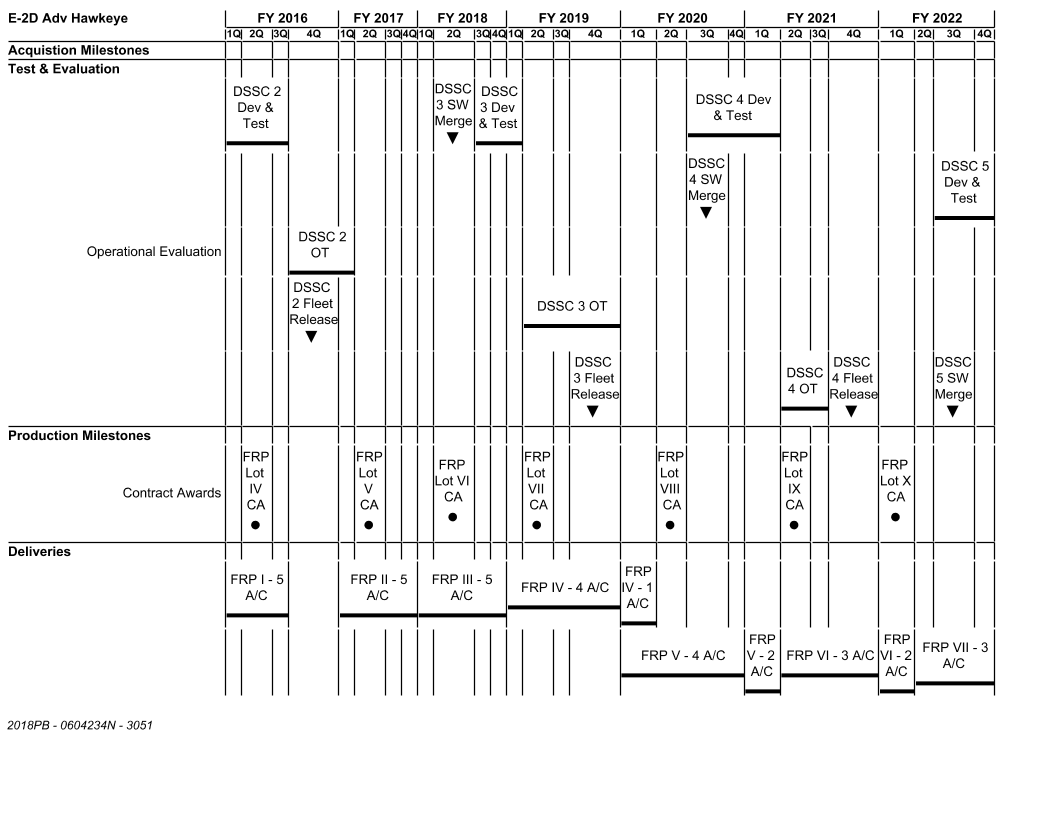 E-2D Adv Hawkeye FY 2016 FY 2017 FY 2018 FY 2019 FY 2020 FY 2021 FY 2022
1Q 2Q 3Q 4Q 1Q 2Q 3Q 4Q 1Q 2Q 3Q 4Q 1Q 2Q 3Q 4Q 1Q 2Q 3Q 4Q 1Q 2Q 3Q 4Q 1Q 2Q 3Q 4Q
Acquistion Milestones
Test & Evaluation
DSSC 2
Dev &
Test
DSSC
3 SW
Merge
DSSC
3 Dev
& Test
DSSC 4 Dev
& Test
DSSC
4 SW
Merge
DSSC 5
Dev &
Test
Operational Evaluation
DSSC 2
OT
DSSC
2 Fleet
Release
DSSC 3 OT
DSSC
3 Fleet
Release
DSSC
4 OT
DSSC
4 Fleet
Release
DSSC
5 SW
Merge
Production Milestones
Contract Awards
FRP
Lot
IV
CA
FRP
Lot
V
CA
FRP
Lot VI
CA
FRP
Lot
VII
CA
FRP
Lot
VIII
CA
FRP
Lot
IX
CA
FRP
Lot X
CA
Deliveries
FRP I - 5
A/C
FRP II - 5
A/C
FRP III - 5
A/C
FRP IV - 4 A/C
FRP
IV - 1
A/C
FRP V - 4 A/C
FRP
V - 2
A/C
FRP VI - 3 A/C
FRP
VI - 2
A/C
FRP VII - 3
A/C
2018PB - 0604234N - 3051